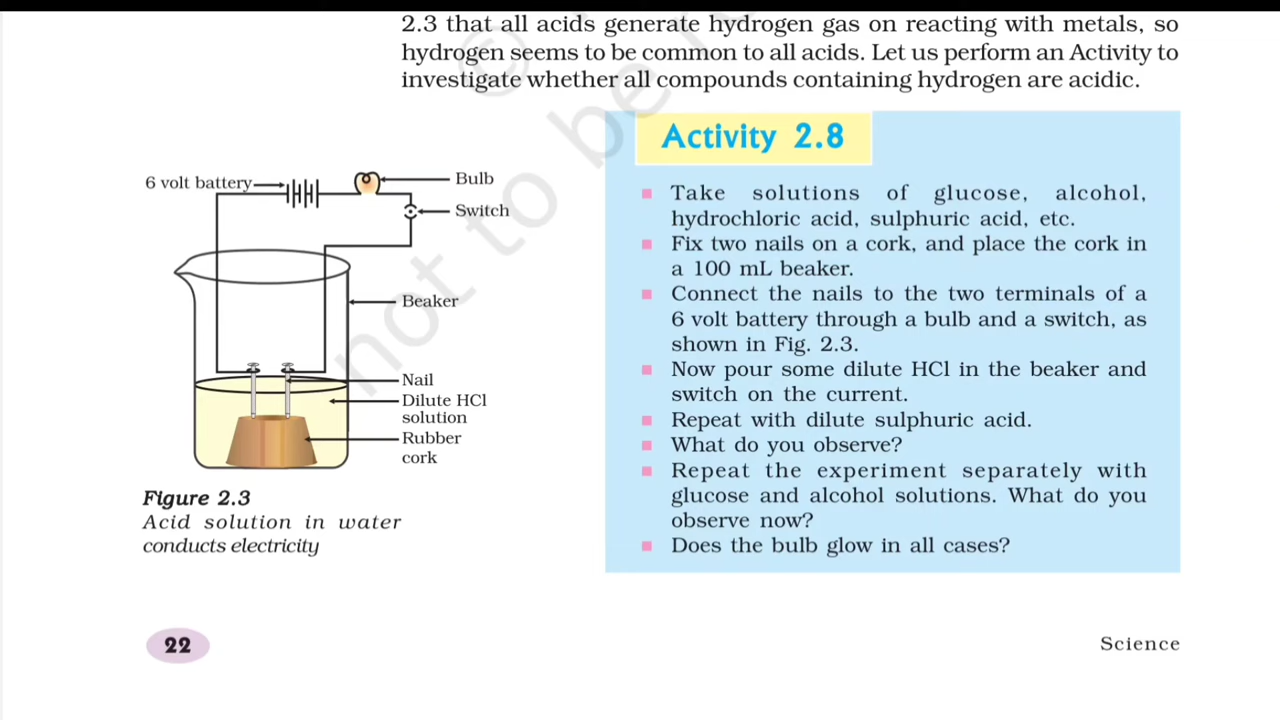 2.3 that all acids generate hydrogen gas on reacting with metals, so
hydrogen seems to be common to all acids. Let us perform an Activity to
investigate whether all compounds containing hydrogen are acidic.
6 volt battery
Bulb
Switch
Beaker
Nail
Dilute HCl
solution
Rubber
cork
Figure 2.3
Acid solution in water
conducts electricity
Activity 2.8
Take solutions of glucose, alcohol,
hydrochloric acid, sulphuric acid, etc.
Fix two nails on a cork, and place the cork in
a 100 mL beaker.
Connect the nails to the two terminals of a
6 volt battery through a bulb and a switch, as
shown in Fig. 2.3.
Now pour some dilute HCl in the beaker and
switch on the current.
Repeat with dilute sulphuric acid.
What do you observe?
Repeat the experiment separately with
glucose and alcohol solutions. What do you
observe now?
Does the bulb glow in all cases?
22
Science
©
not to be